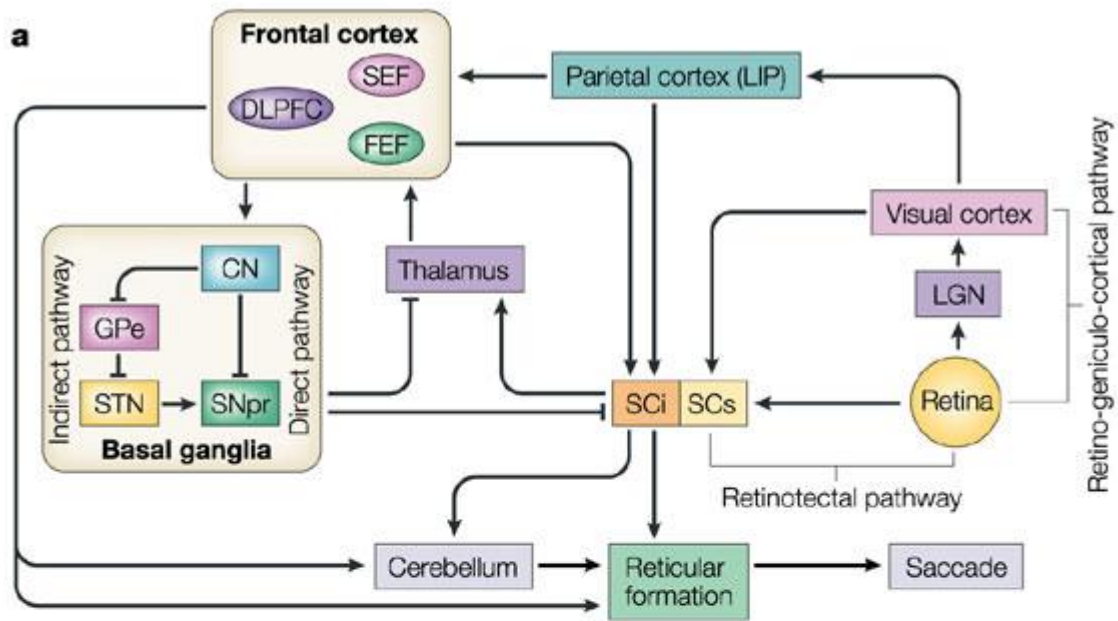 a
Frontal cortex
SEF
DLPFC
FEF
Parietal cortex (LIP)
Visual cortex
LGN
Retina
Retino-geniculo-cortical pathway
Thalamus
Indirect pathway
CN
GPe
STN
SNpr
Direct pathway
Basal ganglia
SCi
SCs
Retinotectal pathway
Cerebellum
Reticular
formation
Saccade